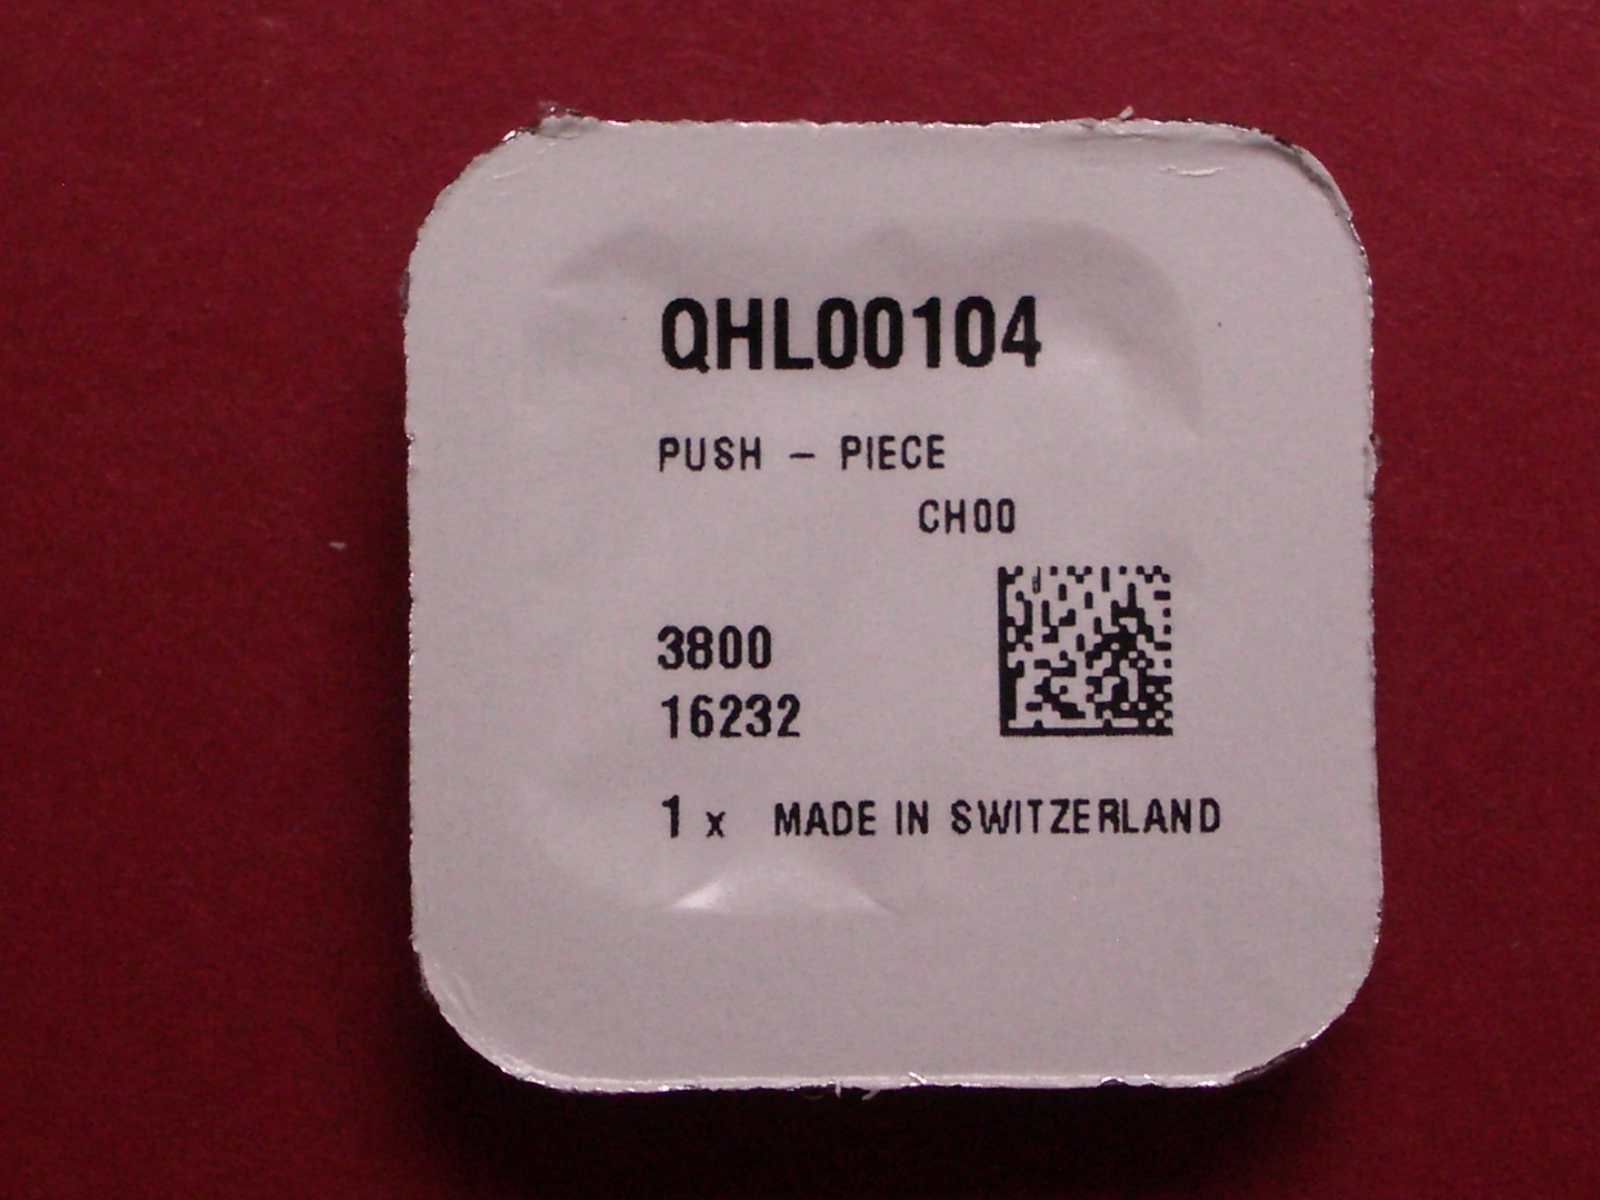 QHL00104
PUSH – PIECE
CH00
3800
16232
1 x MADE IN SWITZERLAND